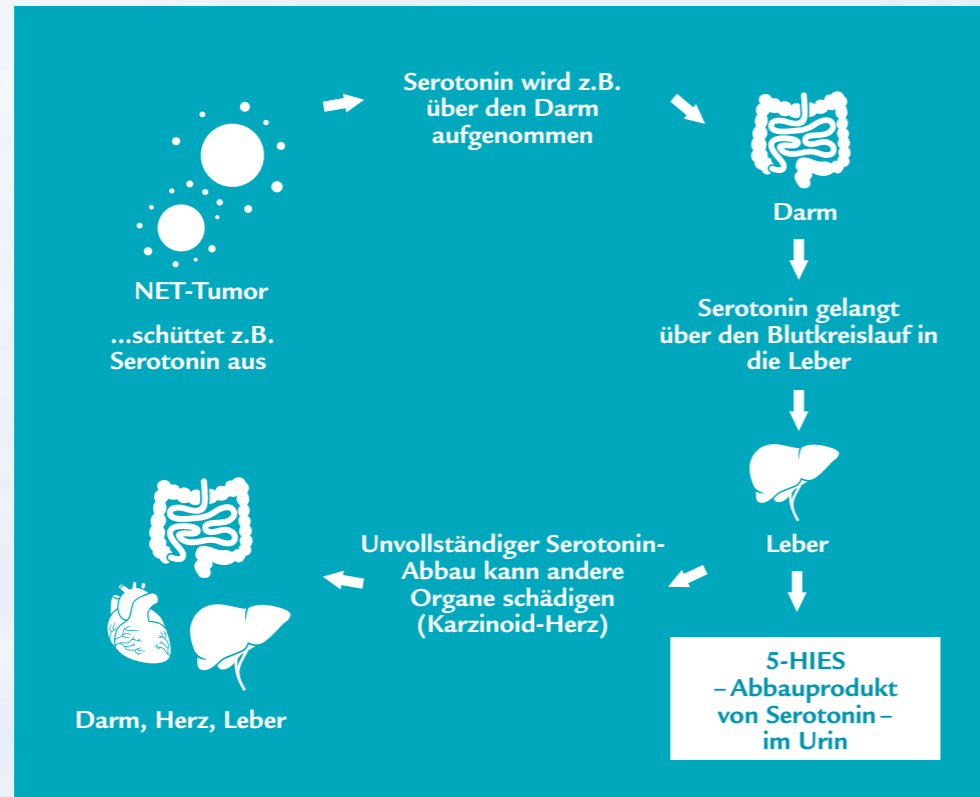 NET-Tumor
...schüttet z.B.
Serotonin aus
Serotonin wird z.B.
über den Darm
aufgenommen
Darm
Serotonin gelangt
über den Blutkreislauf in
die Leber
Leber
5-HIES
– Abbauprodukt
von Serotonin –
im Urin
Unvollständiger Serotonin-
Abbau kann andere
Organe schädigen
(Karzinoid-Herz)
Darm, Herz, Leber